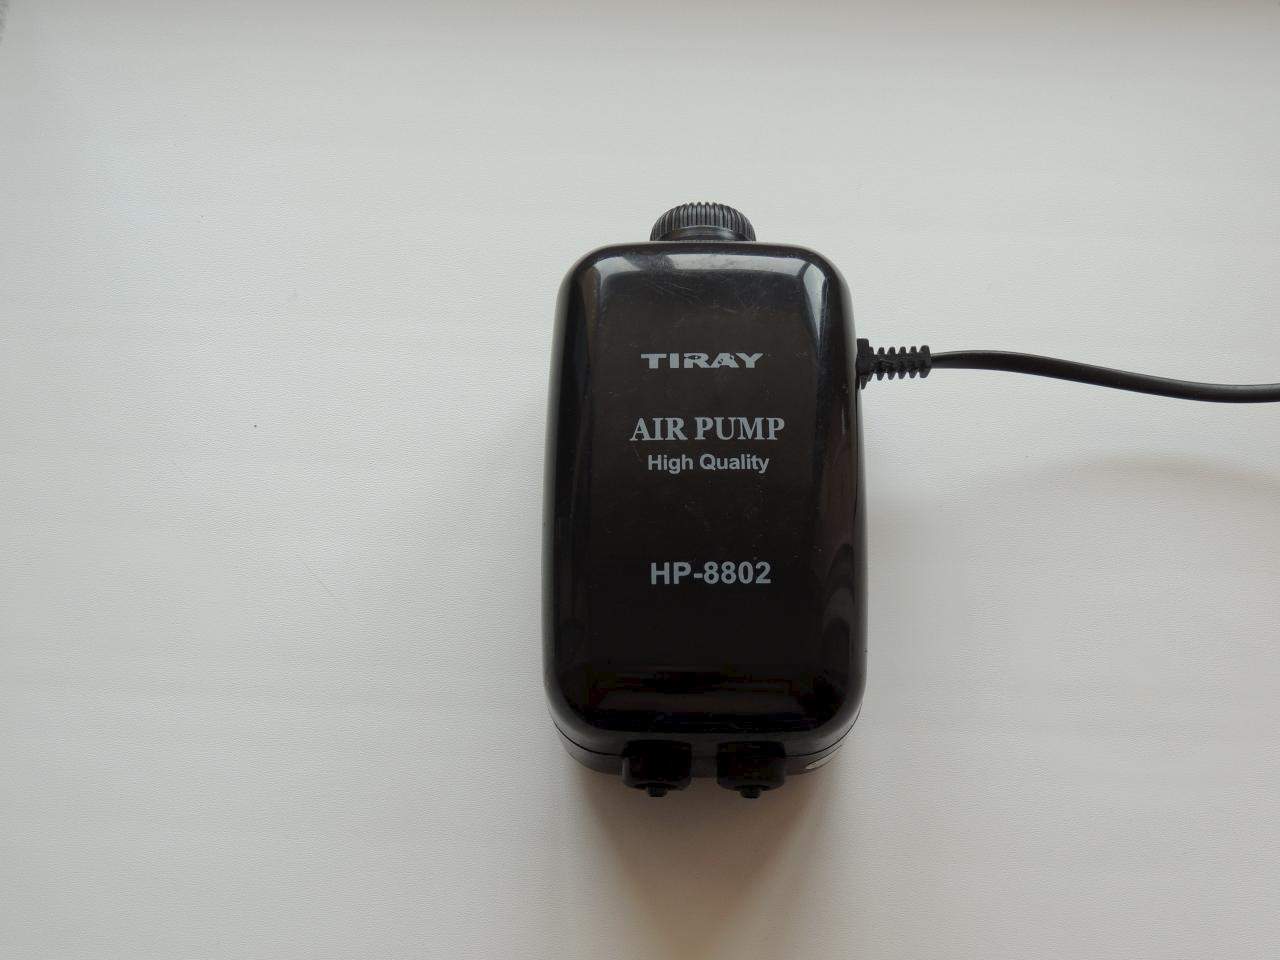 TIRAY
AIR PUMP
High Quality
HP-8802